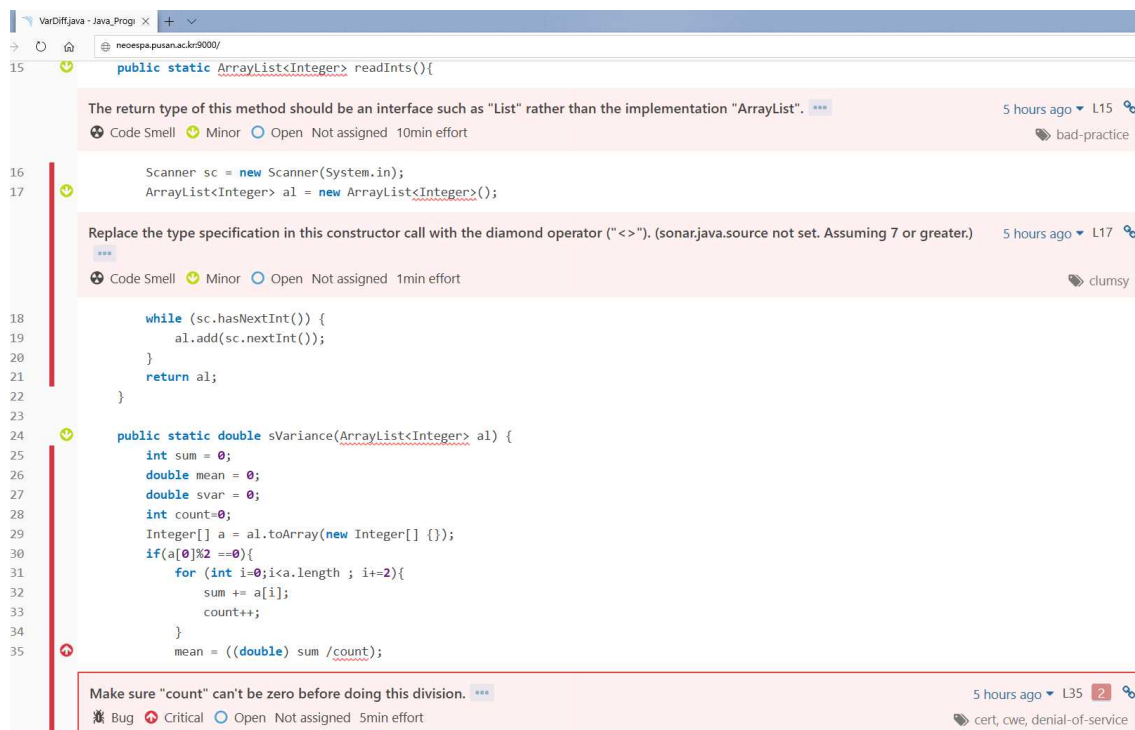 VarDiff.java - Java_Progr
neoespa.pusan.ac.kr:9000/
15 public static ArrayList<Integer> readInts(){
The return type of this method should be an interface such as "List" rather than the implementation "ArrayList". 5 hours ago L15
Code Smell Minor Open Not assigned 10min effort bad-practice
16 Scanner sc = new Scanner(System.in);
17 ArrayList<Integer> al = new ArrayList<Integer>();
Replace the type specification in this constructor call with the diamond operator ("<>"). (sonar.java.source not set. Assuming 7 or greater.) 5 hours ago L17
Code Smell Minor Open Not assigned 1min effort clumsy
18 while (sc.hasNextInt()) {
19 al.add(sc.nextInt());
20 }
21 return al;
22 }
23
24 public static double sVariance(ArrayList<Integer> al) {
25 int sum = 0;
26 double mean = 0;
27 double svar = 0;
28 int count=0;
29 Integer[] a = al.toArray(new Integer[] {});
30 if(a[0]%2 ==0){
31 for (int i=0;i<a.length ; i+=2){
32 sum += a[i];
33 count++;
34 }
35 mean = ((double) sum /count);
Make sure "count" can't be zero before doing this division. 5 hours ago L35 2
Bug Critical Open Not assigned 5min effort cert, cwe, denial-of-service